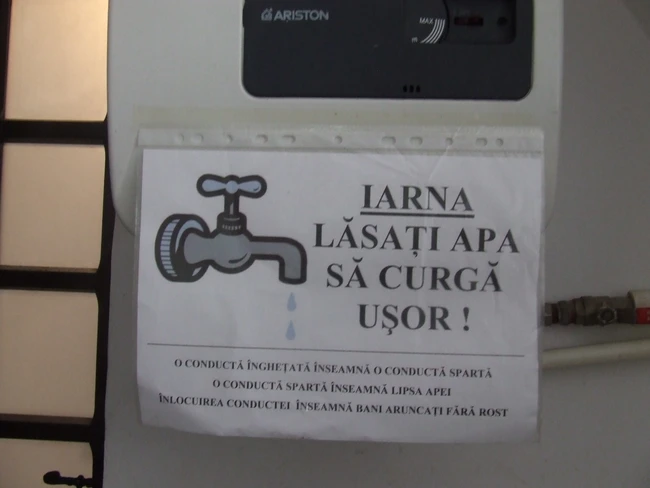 ARISTON
MAX
IARNA
LĂSAȚI APA
SĂ CURGĂ
UȘOR !
O CONDUCTĂ ÎNGHEȚATĂ ÎNSEAMNĂ O CONDUCTĂ SPARTĂ
O CONDUCTĂ SPARTĂ ÎNSEAMNĂ LIPSA APEI
ÎNLOCUIREA CONDUCTEI ÎNSEAMNĂ BANI ARUNCAȚI FĂRĂ ROST